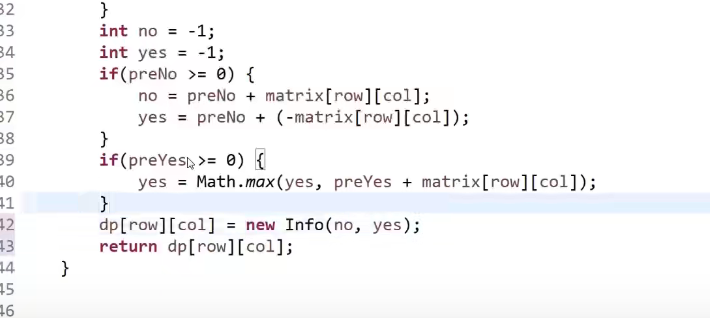 32 }
33 int no = -1;
34 int yes = -1;
35 if(preNo >= 0) {
36 no = preNo + matrix[row][col];
37 yes = preNo + (-matrix[row][col]);
38 }
39 if(preYes >= 0) {
40 yes = Math.max(yes, preYes + matrix[row][col]);
41 }
42 dp[row][col] = new Info(no, yes);
43 return dp[row][col];
44 }
45
46